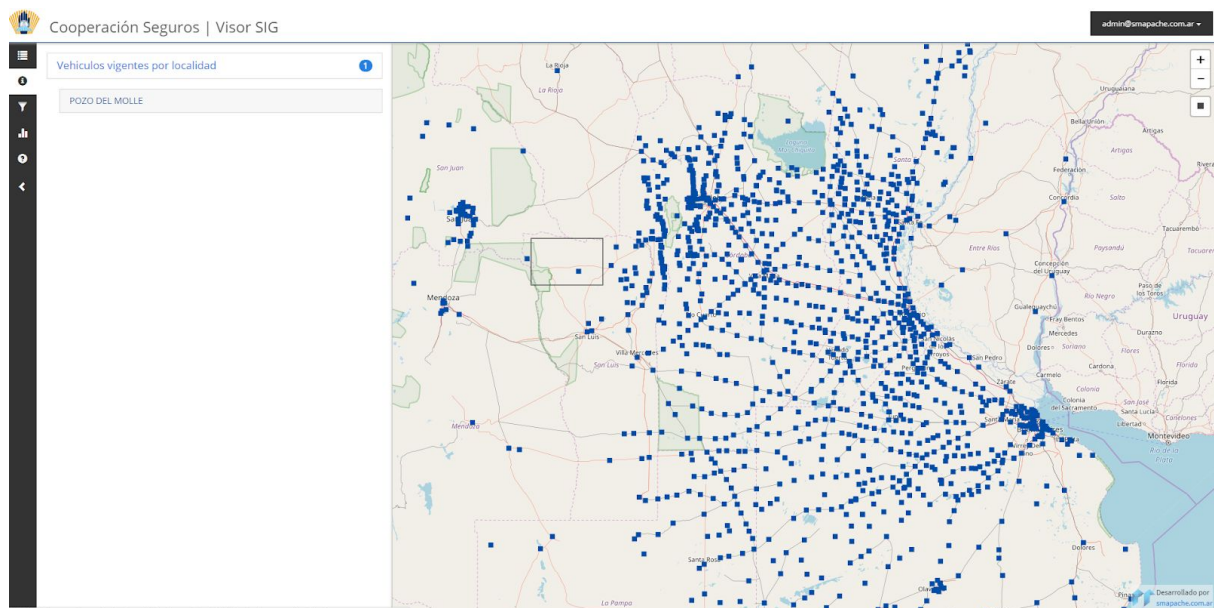 Cooperación Seguros | Visor SIG
admin@smapache.com.ar
Vehiculos vigentes por localidad
1
POZO DEL MOLLE
+
−
La Rioja
La Rioja
Uruguaiana
Bella Unión
Artigas
Artigas
San Juan
Santa
Federación
Rivera
Concordia
Salto
Tacuarembó
Entre Ríos
Paysandú
Concepción
del Uruguay
Paso de
los Toros
Mendoza
Río Negro
Gualeguaychú
Uruguay
Fray Bentos
Mercedes
Durazno
San Luis
Dolores
Soriano
Flores
Villa Mercedes
San Luis
San Pedro
Cardona
Florida
Carmelo
Zárate
Colonia
Florida
Colonia
del Sacramento
San José
Santa Lucía
Canelones
Libertad
Mendoza
Montevideo
Río de la
Plata
Santa Rosa
Dolores
La Pampa
Desarrollado por
smapache.com.ar